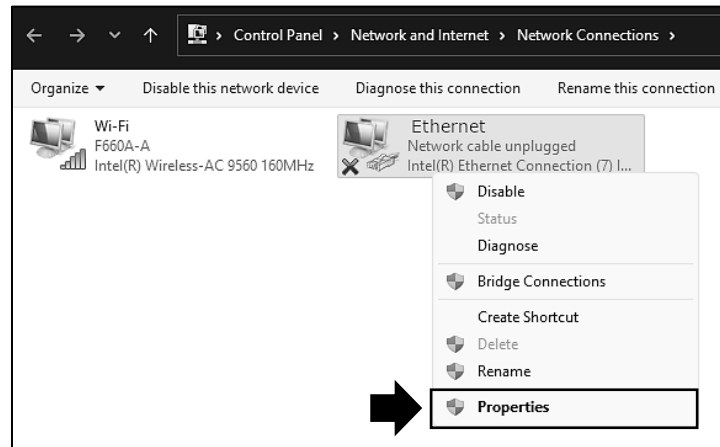 Control Panel > Network and Internet > Network Connections >
Organize Disable this network device Diagnose this connection Rename this connection
Wi-Fi
F660A-A
Intel(R) Wireless-AC 9560 160MHz
Ethernet
Network cable unplugged
Intel(R) Ethernet Connection (7) I...
Disable
Status
Diagnose
Bridge Connections
Create Shortcut
Delete
Rename
Properties